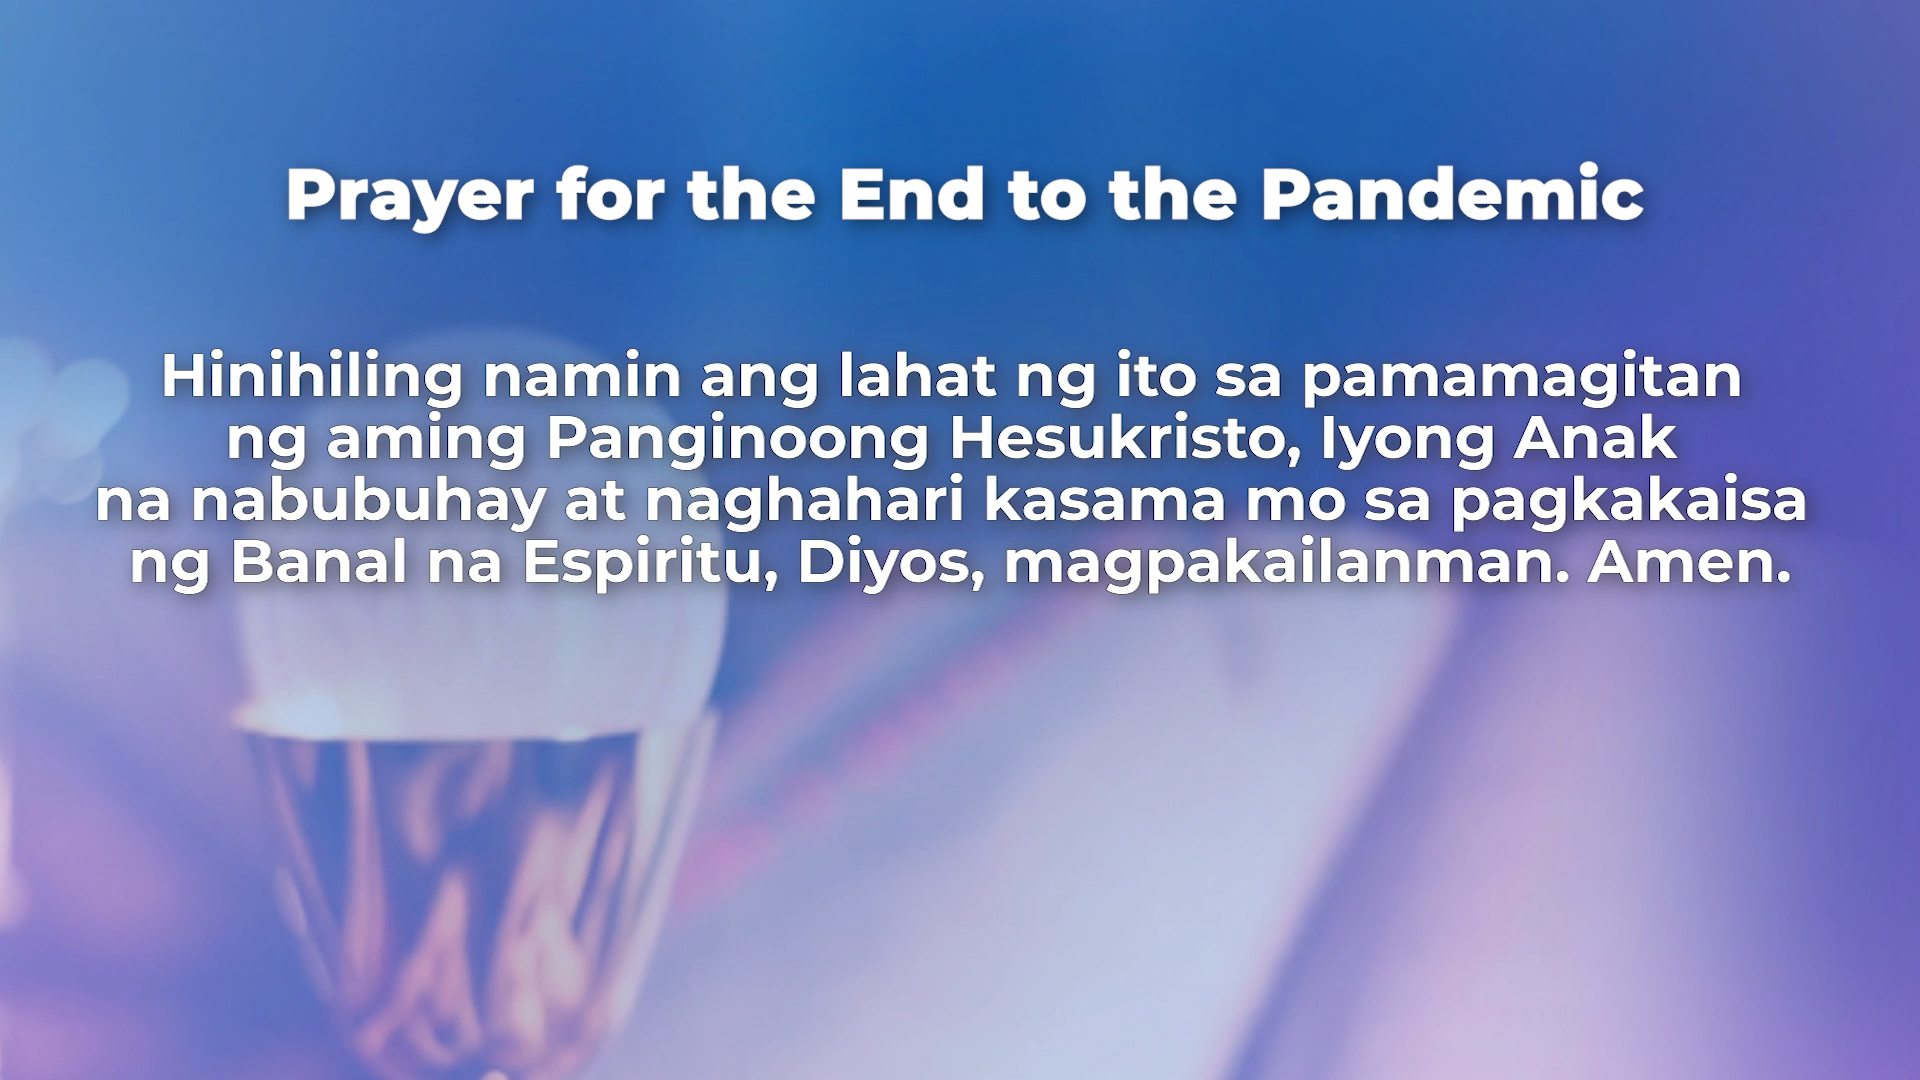 Prayer for the End to the Pandemic
Hinihiling namin ang lahat ng ito sa pamamagitan
ng aming Panginoong Hesukristo, Iyong Anak
na nabubuhay at naghahari kasama mo sa pagkakaisa
ng Banal na Espiritu, Diyos, magpakailanman. Amen.